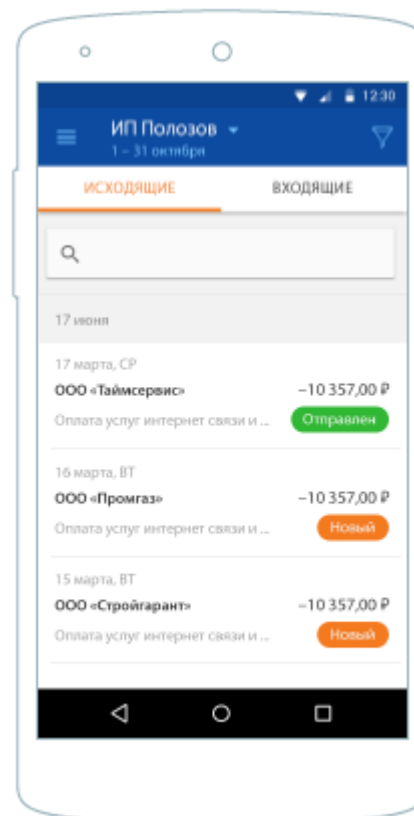 12:30
ИП Полозов
1 – 31 октября
ИСХОДЯЩИЕ ВХОДЯЩИЕ
17 июня
17 марта, СР
ООО «Таймсервис» –10 357,00 ₽
Оплата услуг интернет связи и ... Отправлен
16 марта, ВТ
ООО «Промгаз» –10 357,00 ₽
Оплата услуг интернет связи и ... Новый
15 марта, ВТ
ООО «Стройгарант» –10 357,00 ₽
Оплата услуг интернет связи и ... Новый